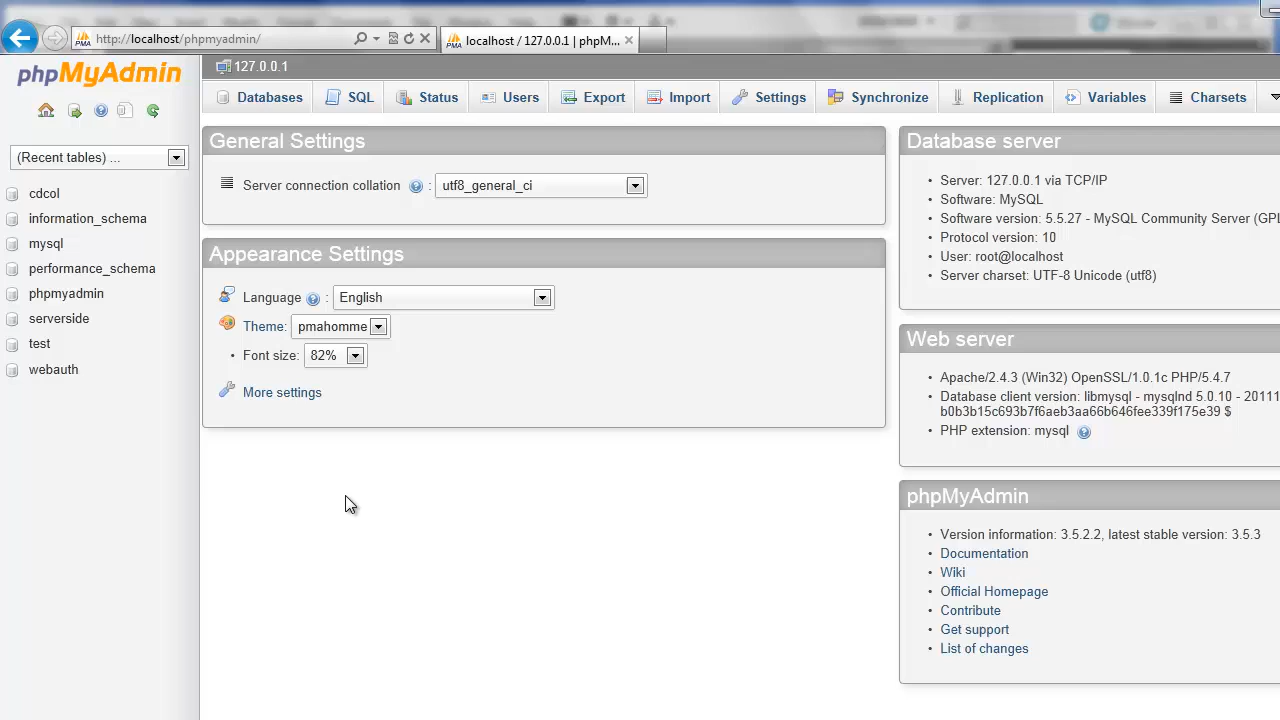 http://localhost/phpmyadmin/
localhost / 127.0.0.1 | phpM...
phpMyAdmin
(Recent tables) ...
cdcol
information_schema
mysql
performance_schema
phpmyadmin
serverside
test
webauth
127.0.0.1
Databases
SQL
Status
Users
Export
Import
Settings
Synchronize
Replication
Variables
Charsets
General Settings
Server connection collation : utf8_general_ci
Appearance Settings
Language : English
Theme: pmahomme
• Font size: 82%
More settings
Database server
• Server: 127.0.0.1 via TCP/IP
• Software: MySQL
• Software version: 5.5.27 - MySQL Community Server (GPL
• Protocol version: 10
• User: root@localhost
• Server charset: UTF-8 Unicode (utf8)
Web server
• Apache/2.4.3 (Win32) OpenSSL/1.0.1c PHP/5.4.7
• Database client version: libmysql - mysqlnd 5.0.10 - 20111
b0b3b15c693b7f6aeb3aa66b646fee339f175e39 $
• PHP extension: mysql
phpMyAdmin
• Version information: 3.5.2.2, latest stable version: 3.5.3
• Documentation
• Wiki
• Official Homepage
• Contribute
• Get support
• List of changes